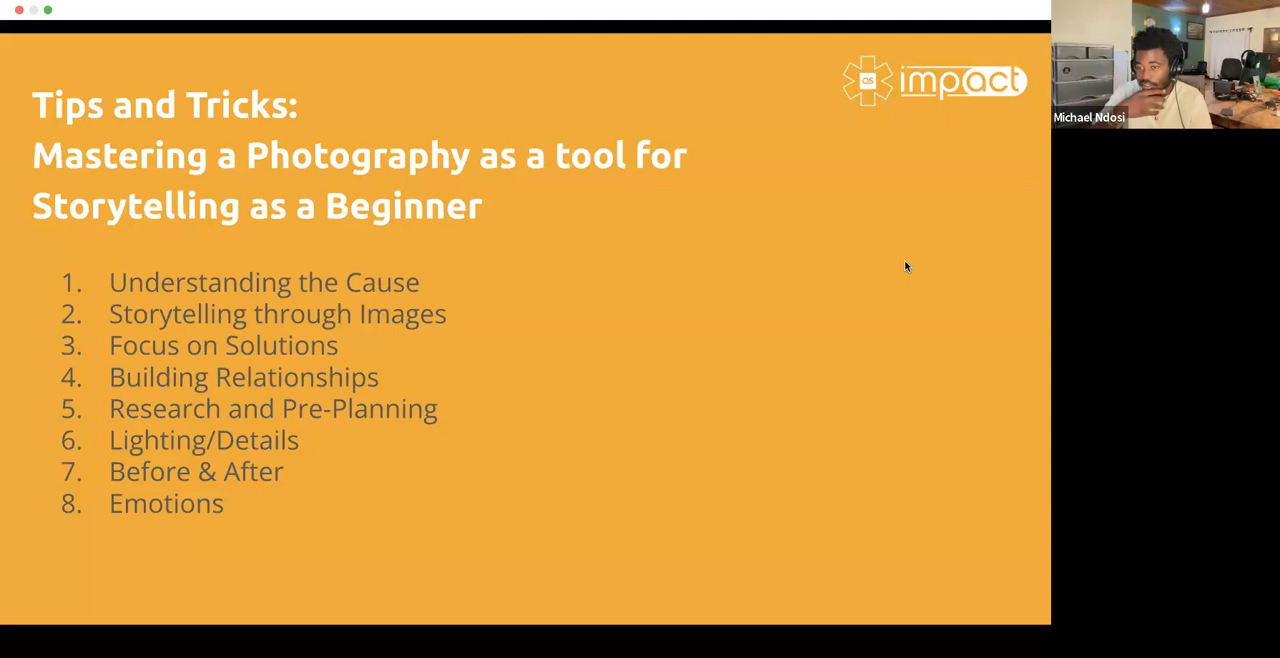 Tips and Tricks:
Mastering a Photography as a tool for
Storytelling as a Beginner
impact
1. Understanding the Cause
2. Storytelling through Images
3. Focus on Solutions
4. Building Relationships
5. Research and Pre-Planning
6. Lighting/Details
7. Before & After
8. Emotions
Michael Ndosi